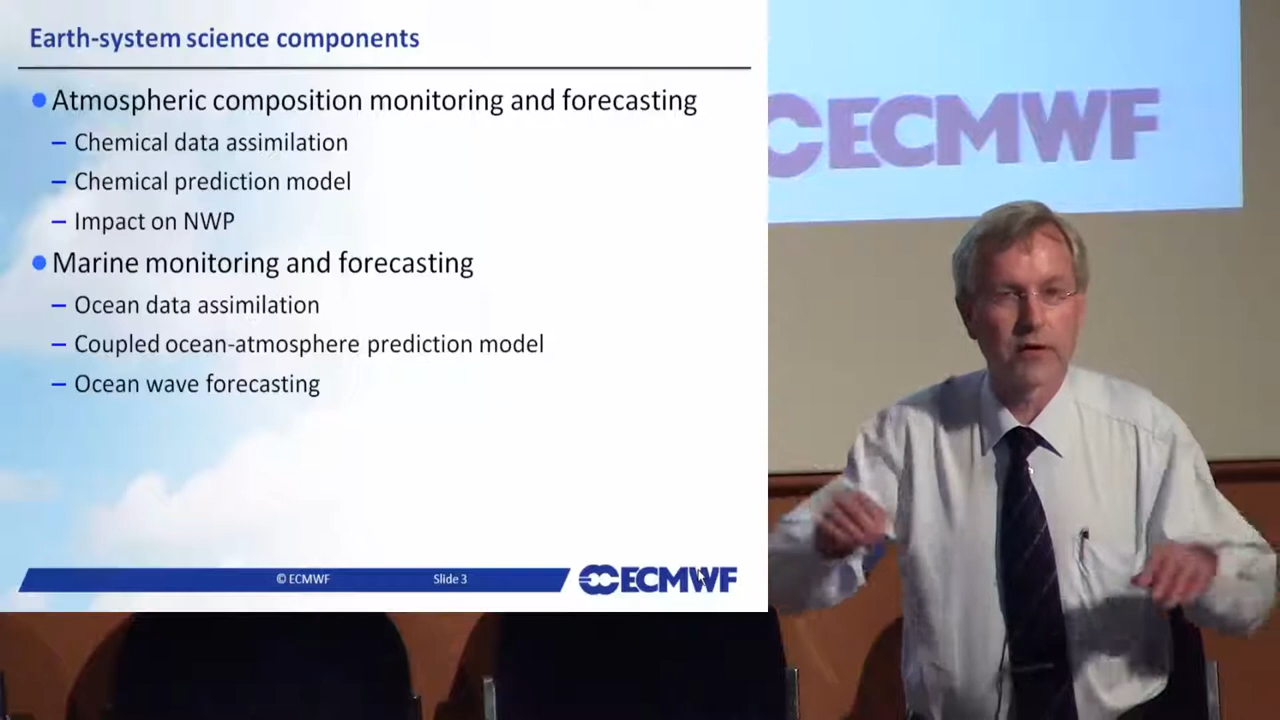 Earth-system science components
Atmospheric composition monitoring and forecasting
– Chemical data assimilation
– Chemical prediction model
– Impact on NWP
Marine monitoring and forecasting
– Ocean data assimilation
– Coupled ocean-atmosphere prediction model
– Ocean wave forecasting
© ECMWF Slide 3 ECMWF
ECMWF